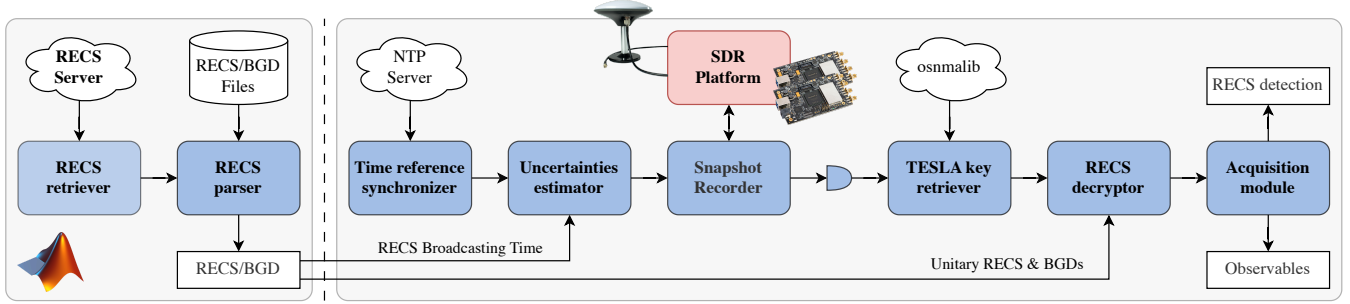 RECS
Server
RECS/BGD
Files
RECS
retriever
RECS
parser
RECS/BGD
NTP
Server
SDR
Platform
osnmalib
RECS detection
Time reference
synchronizer
Uncertainties
estimator
Snapshot
Recorder
TESLA key
retriever
RECS
decryptor
Acquisition
module
RECS Broadcasting Time
Unitary RECS & BGDs
Observables